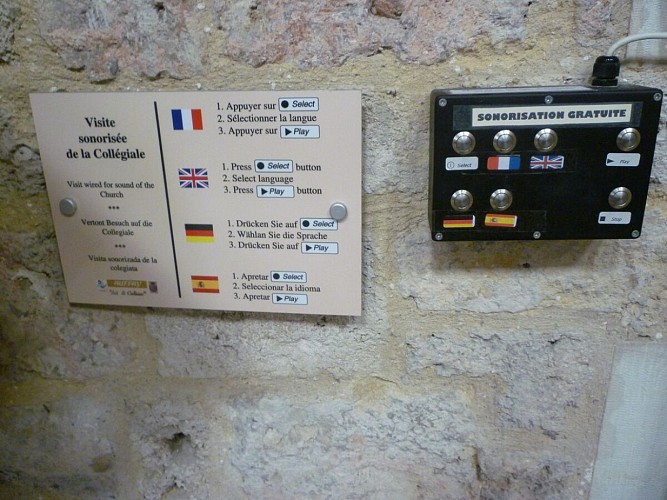 Visite
sonorisée
de la Collégiale
Visit wired for sound of the
Church
***
Vertont Besuch auf die
Collegiale
***
Visita sonorizada de la
colegiata
1. Appuyer sur Select
2. Sélectionner la langue
3. Appuyer sur Play
1. Press Select button
2. Select language
3. Press Play button
1. Drücken Sie auf Select
2. Wählan Sie die Sprache
3. Drücken Sie auf Play
1. Apretar Select
2. Seleccionar la idioma
3. Apretar Play
SONORISATION GRATUITE
Select
Play
Stop